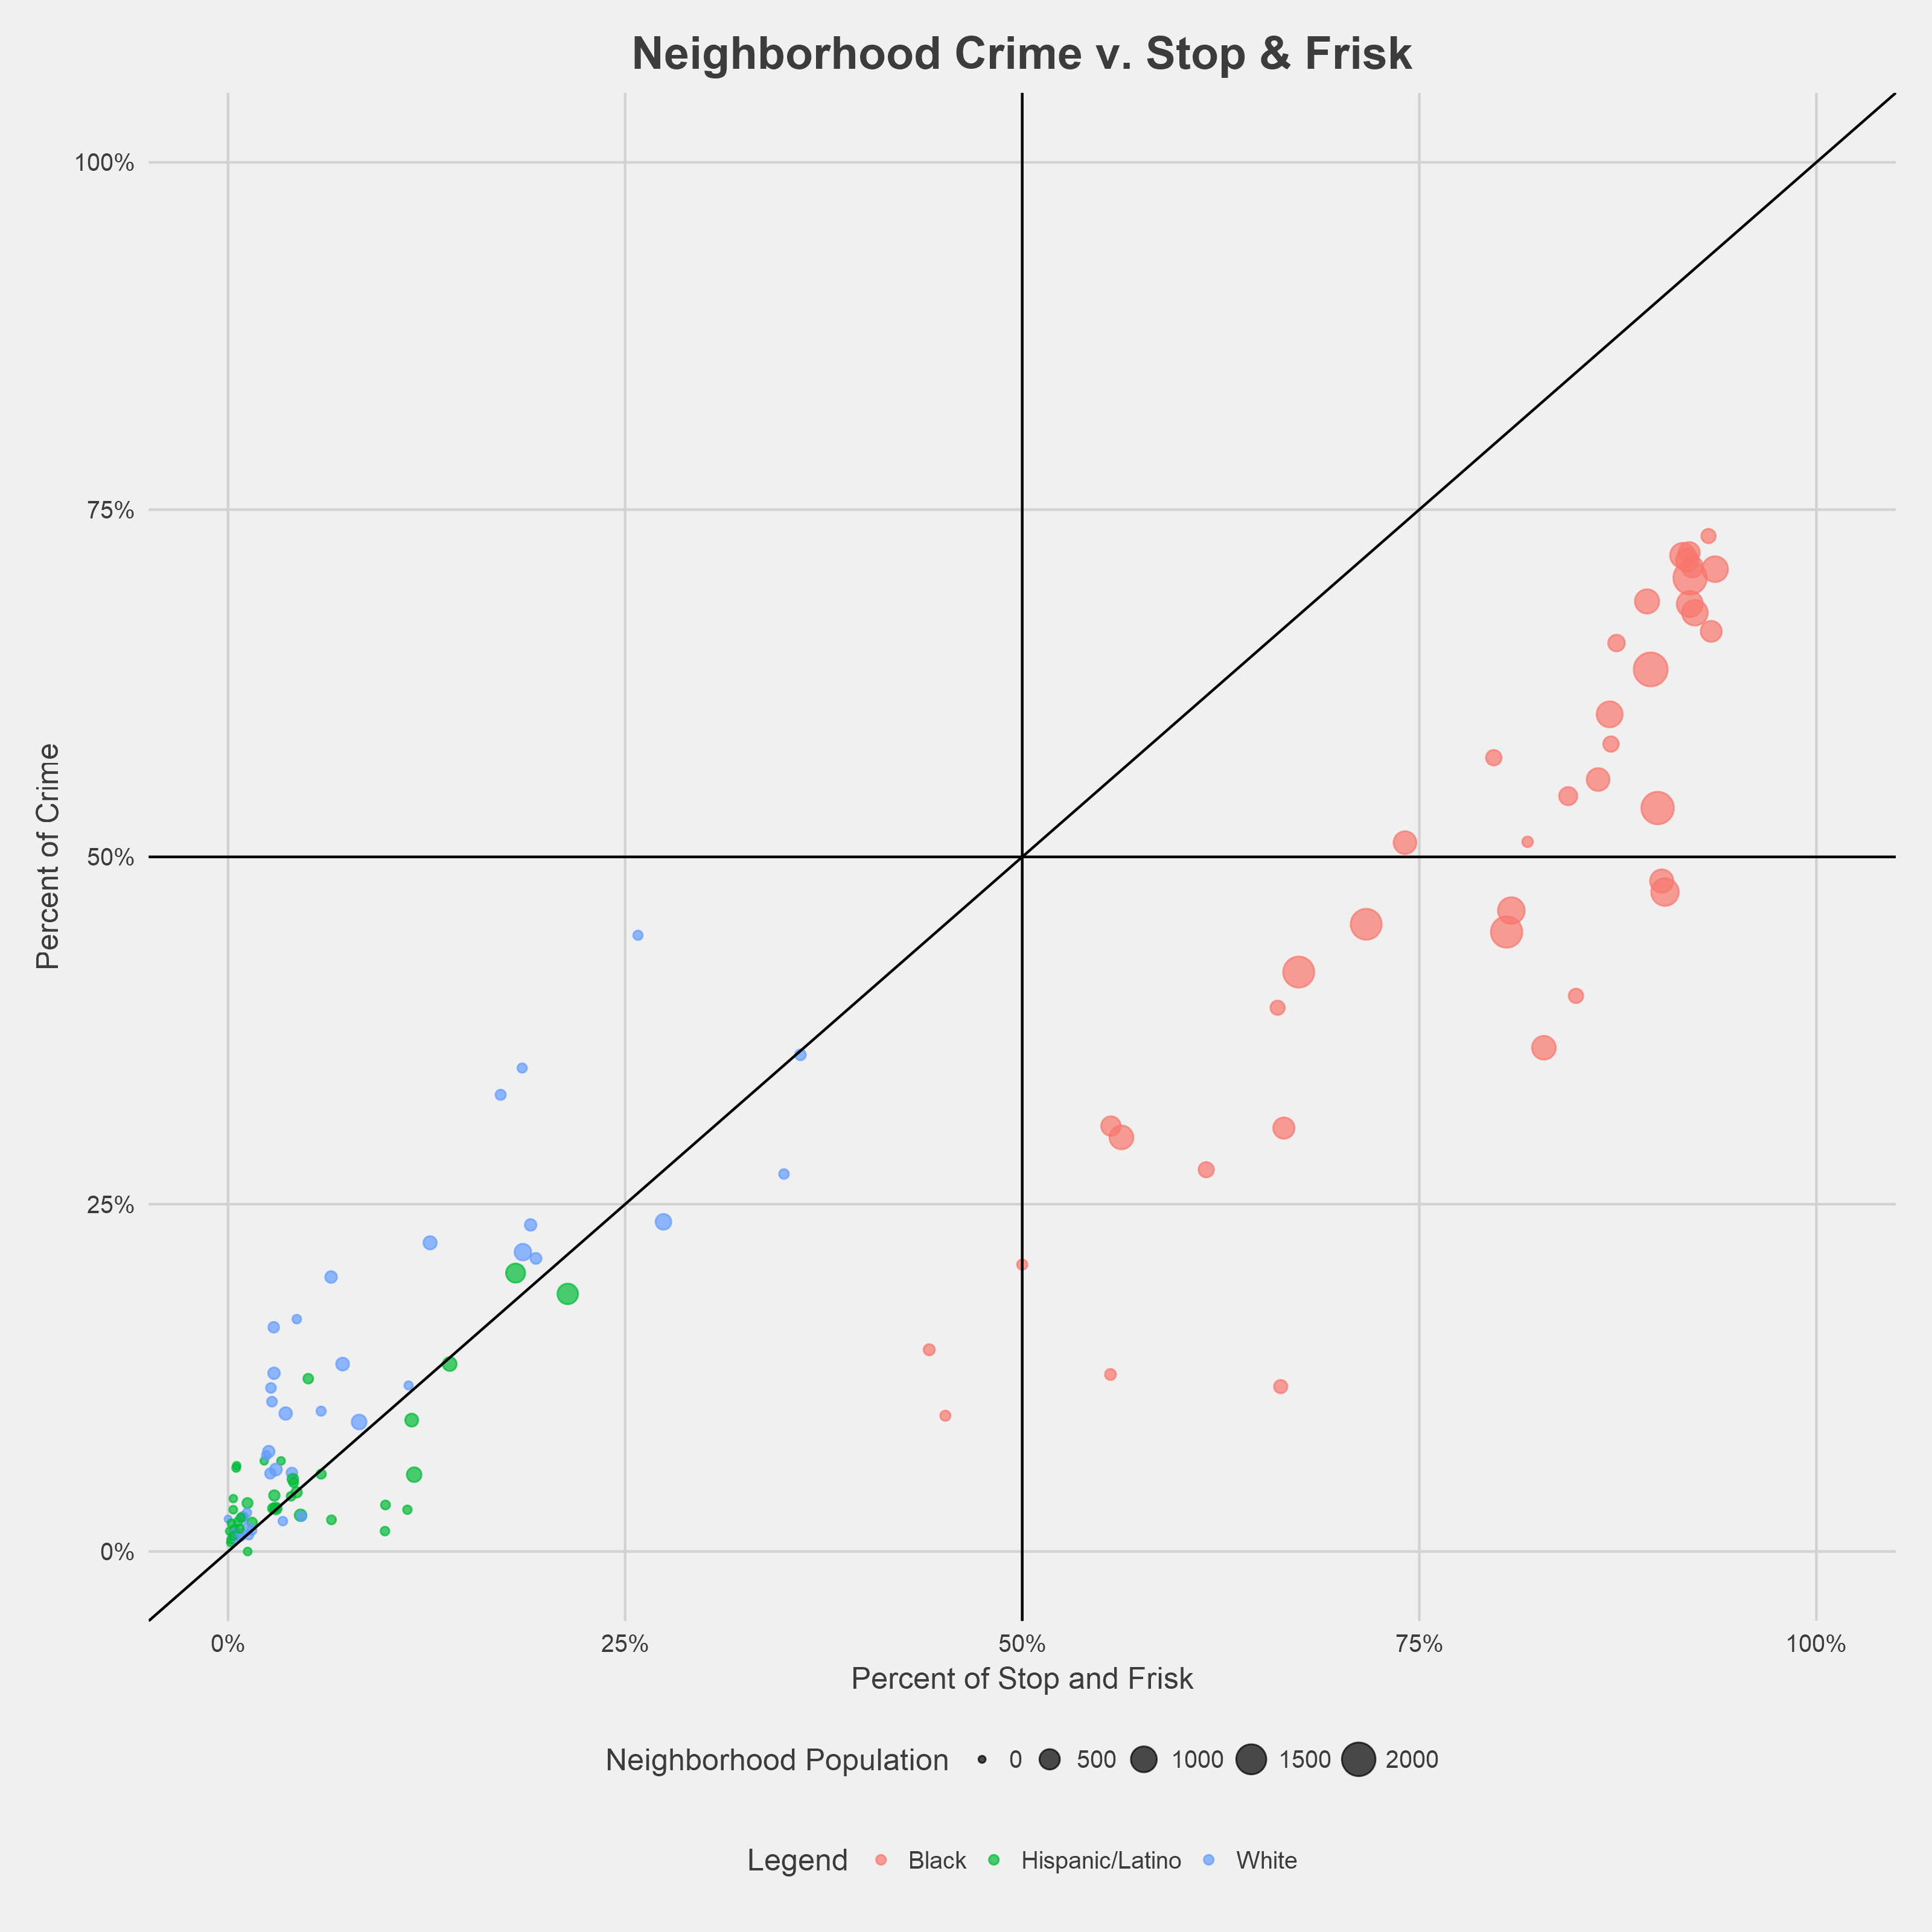 Neighborhood Crime v. Stop & Frisk
100%
75%
50%
25%
0%
Percent of Crime
0% 25% 50% 75% 100%
Percent of Stop and Frisk
Neighborhood Population 0 500 1000 1500 2000
Legend Black Hispanic/Latino White